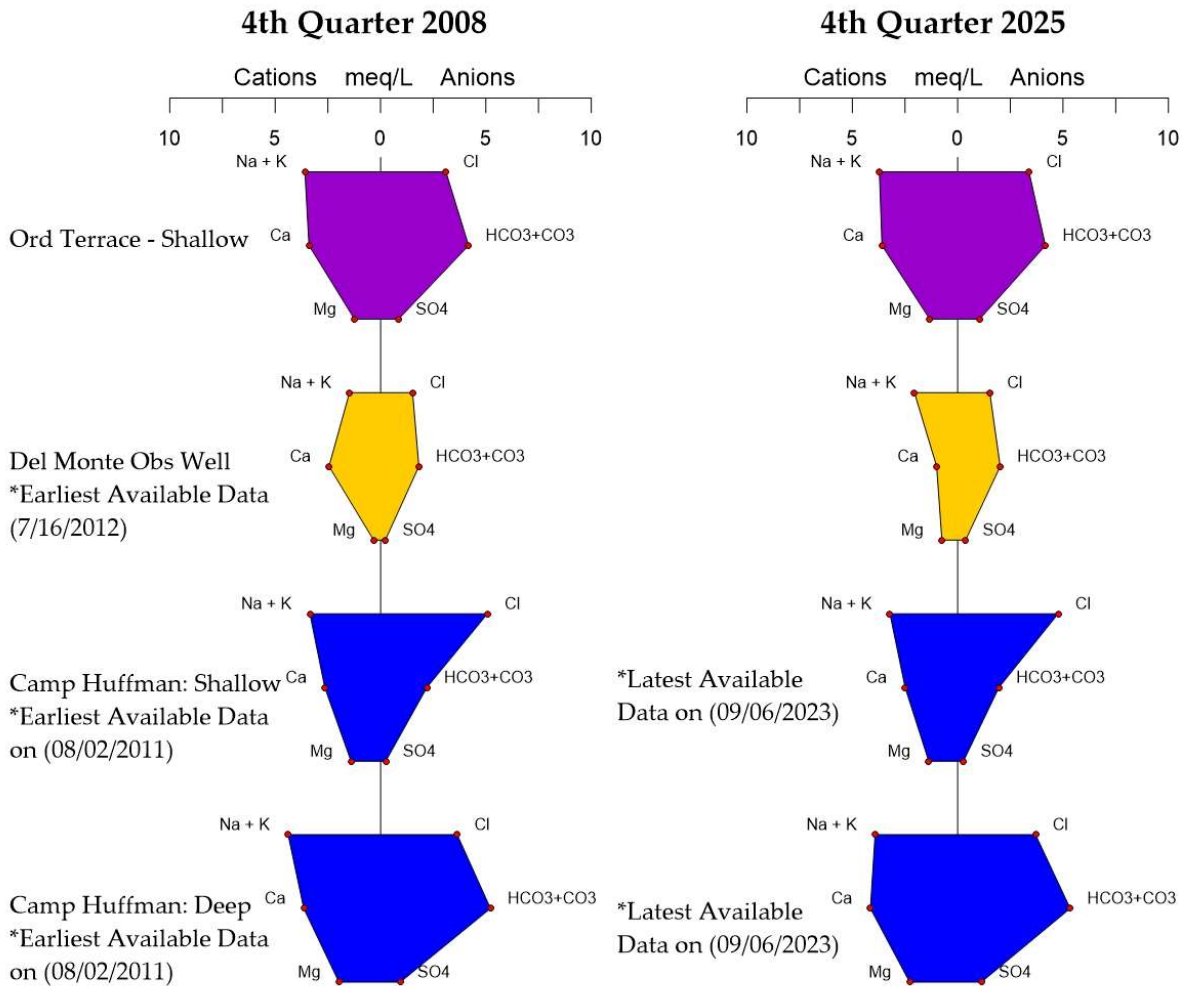 4th Quarter 2008
4th Quarter 2025
Cations meq/L Anions
Cations meq/L Anions
10 5 0 5 10
10 5 0 5 10
Na + K Cl
Na + K Cl
Ord Terrace - Shallow
Ca HCO3+CO3
Ca HCO3+CO3
Mg SO4
Mg SO4
Na + K Cl
Na + K Cl
Del Monte Obs Well
*Earliest Available Data
(7/16/2012)
Ca HCO3+CO3
Ca HCO3+CO3
Mg SO4
Mg SO4
Na + K Cl
Na + K Cl
Camp Huffman: Shallow
*Earliest Available Data
on (08/02/2011)
Ca HCO3+CO3
*Latest Available
Data on (09/06/2023)
Ca HCO3+CO3
Mg SO4
Mg SO4
Na + K Cl
Na + K Cl
Camp Huffman: Deep
*Earliest Available Data
on (08/02/2011)
Ca HCO3+CO3
*Latest Available
Data on (09/06/2023)
Ca HCO3+CO3
Mg SO4
Mg SO4